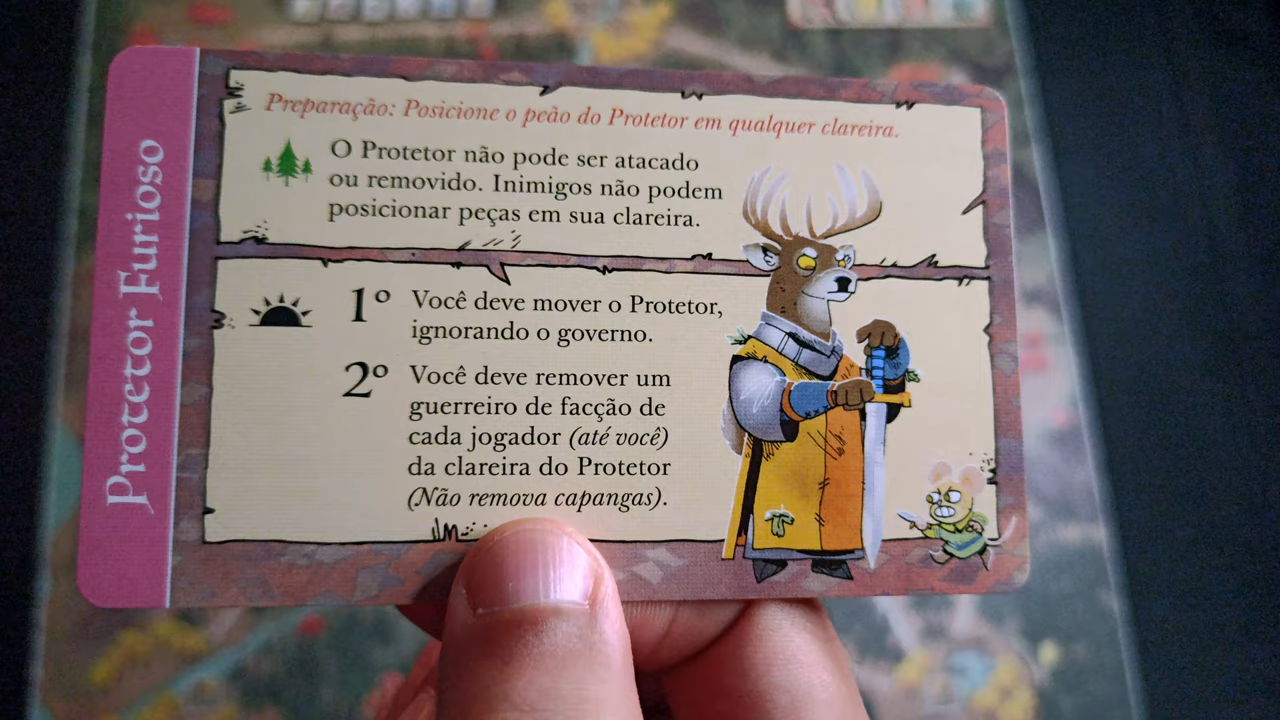 Protetor Furioso
Preparação: Posicione o peão do Protetor em qualquer clareira.
O Protetor não pode ser atacado
ou removido. Inimigos não podem
posicionar peças em sua clareira.
1º Você deve mover o Protetor,
ignorando o governo.
2º Você deve remover um
guerreiro de facção de
cada jogador (até você)
da clareira do Protetor
(Não remova capangas).